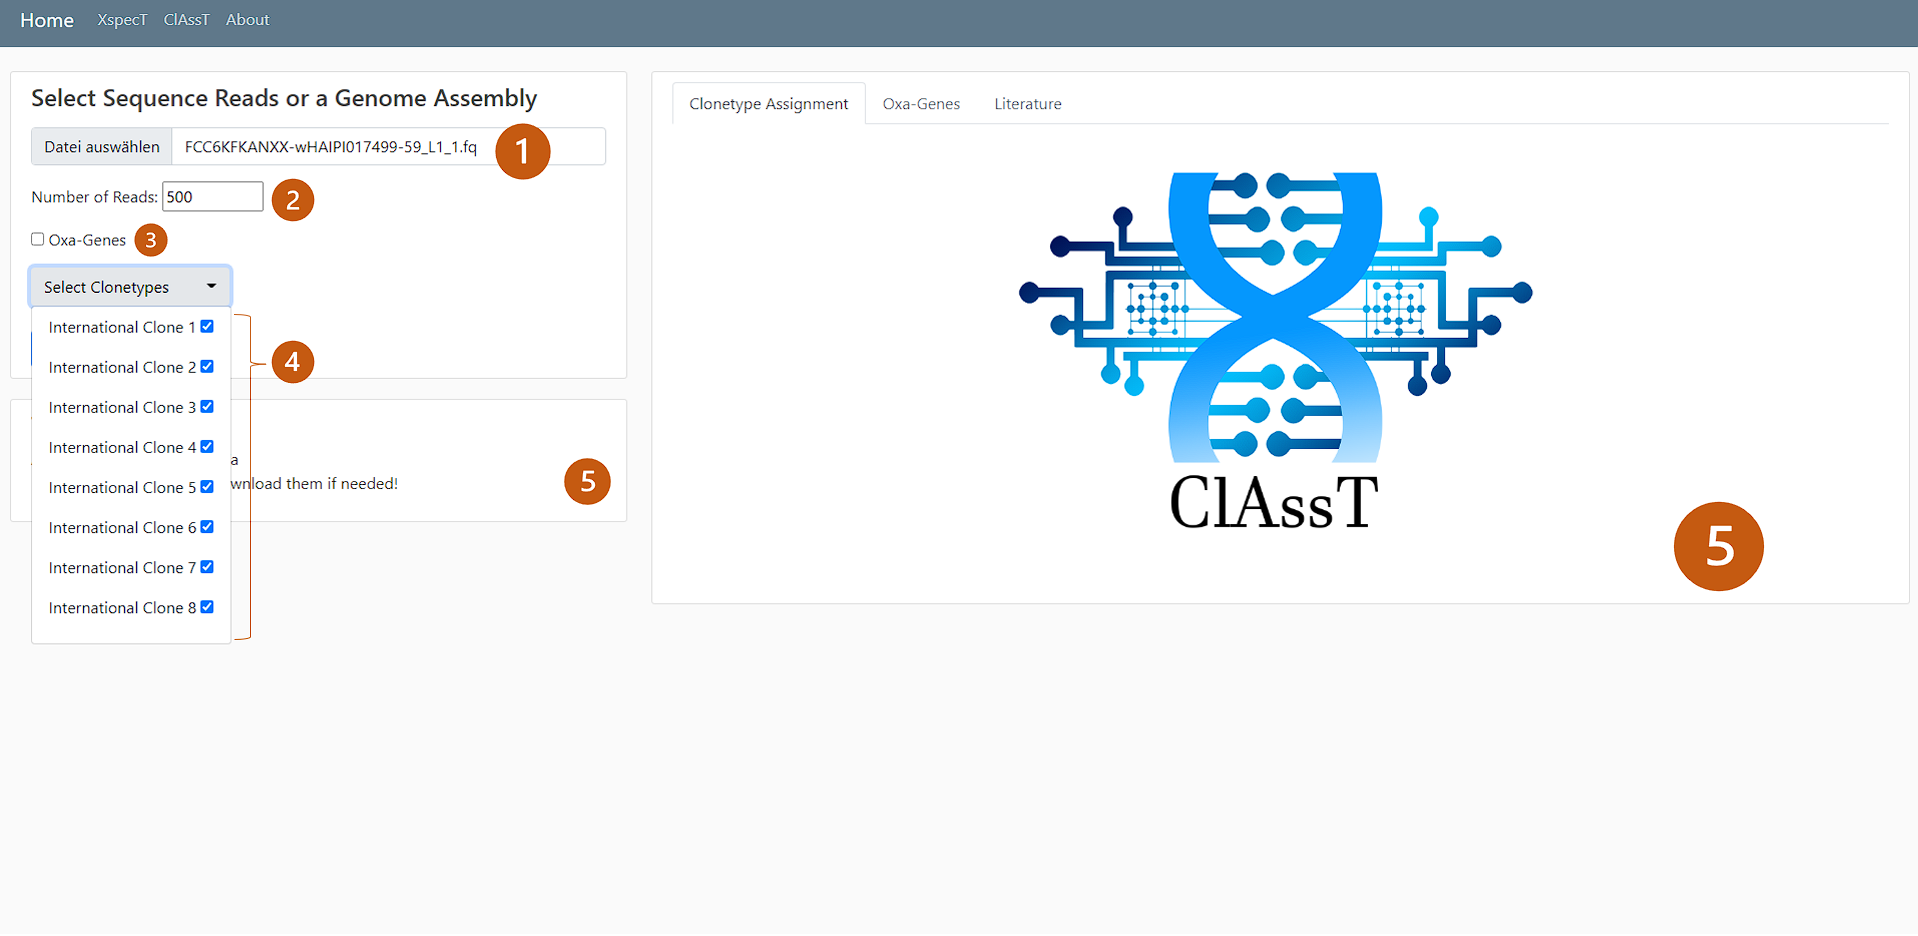 Home XspecT ClAssT About
Select Sequence Reads or a Genome Assembly
Datei auswählen FCC6KFKANXX-wHAIPI017499-59_L1_1.fq 1
Number of Reads: 500 2
Oxa-Genes 3
Select Clonetypes
International Clone 1
International Clone 2
International Clone 3
International Clone 4
International Clone 5
International Clone 6
International Clone 7
International Clone 8
4
a
wnload them if needed!
5
Clonetype Assignment Oxa-Genes Literature
ClAssT
5